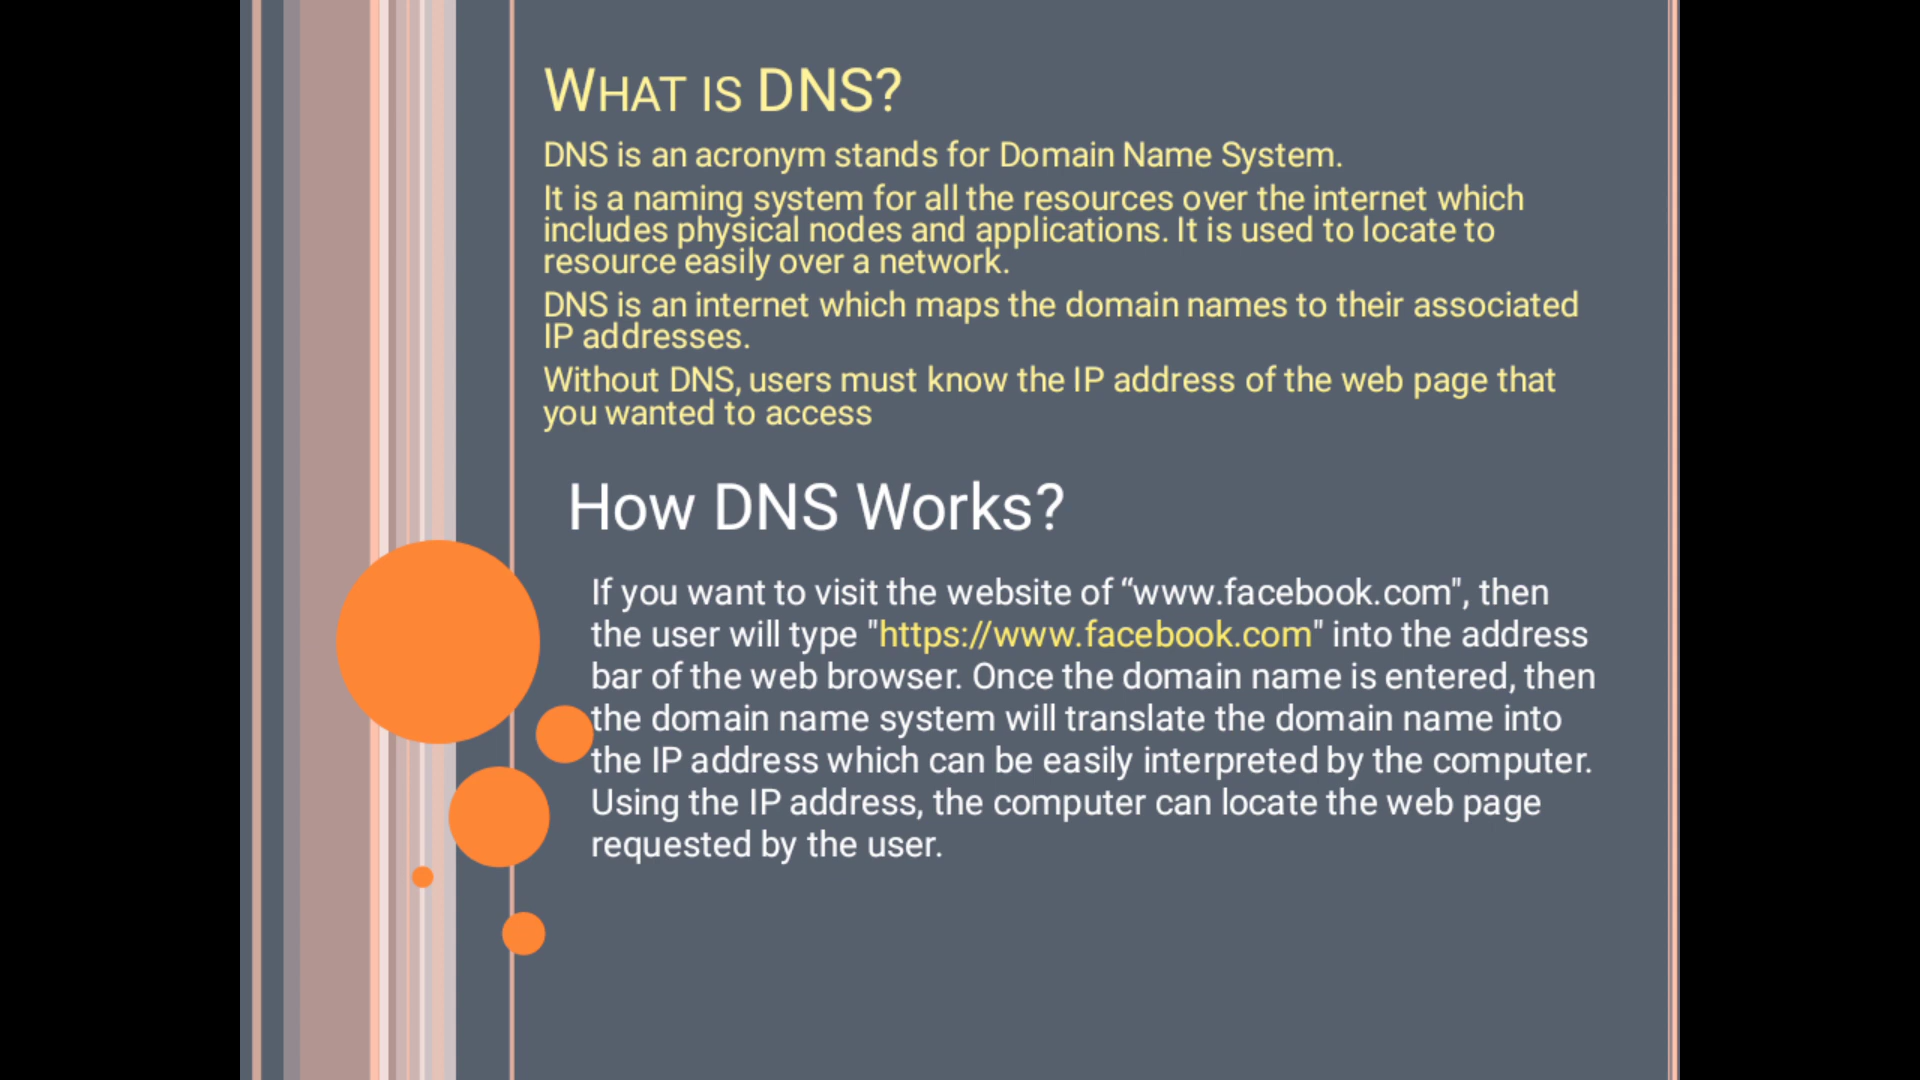 WHAT IS DNS?
DNS is an acronym stands for Domain Name System.
It is a naming system for all the resources over the internet which
includes physical nodes and applications. It is used to locate to
resource easily over a network.
DNS is an internet which maps the domain names to their associated
IP addresses.
Without DNS, users must know the IP address of the web page that
you wanted to access
How DNS Works?
If you want to visit the website of “www.facebook.com", then
the user will type "https://www.facebook.com" into the address
bar of the web browser. Once the domain name is entered, then
the domain name system will translate the domain name into
the IP address which can be easily interpreted by the computer.
Using the IP address, the computer can locate the web page
requested by the user.